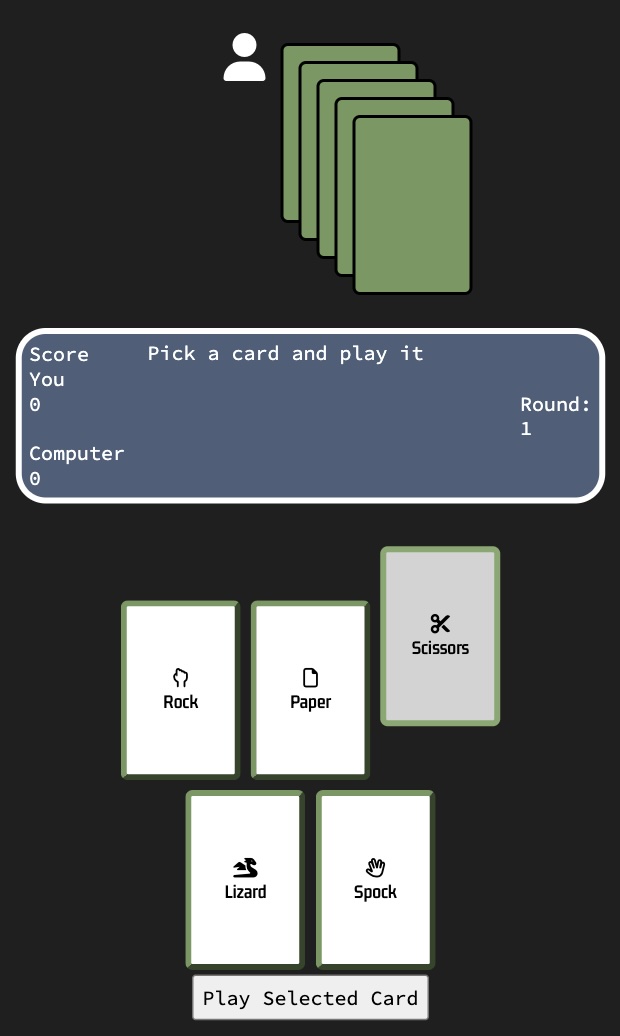 Score
Pick a card and play it
You
0
Round:
1
Computer
0
Rock
Paper
Scissors
Lizard
Spock
Play Selected Card